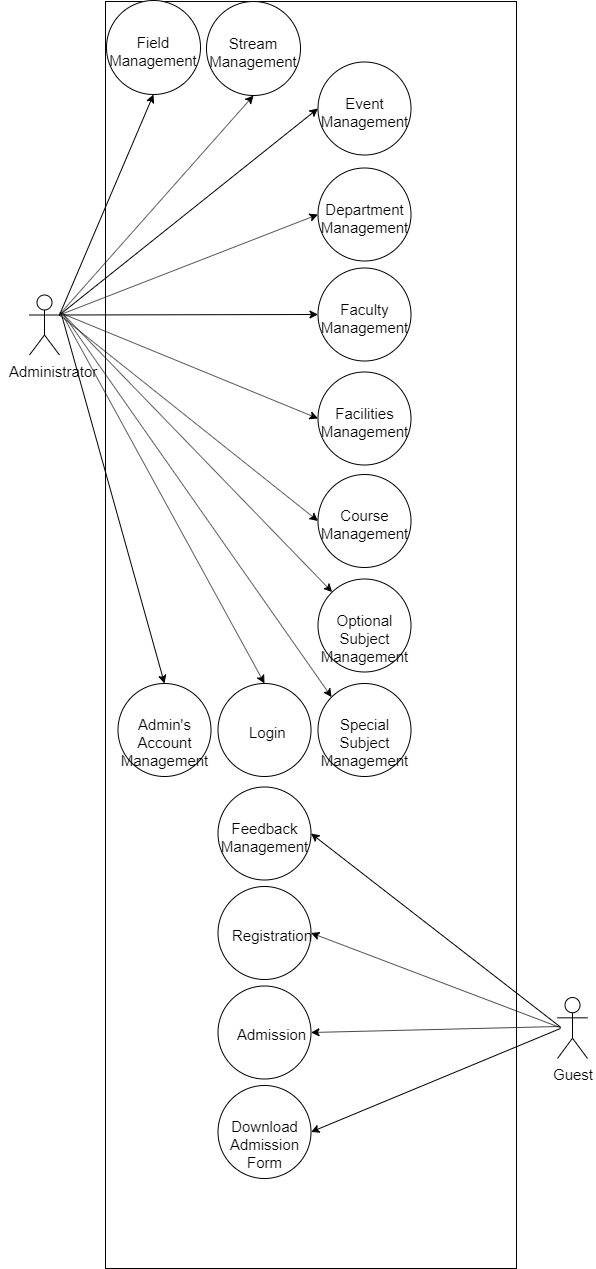 Field
Management
Stream
Management
Event
Management
Department
Management
Faculty
Management
Administrator
Facilities
Management
Course
Management
Optional
Subject
Management
Admin's
Account
Management
Login
Special
Subject
Management
Feedback
Management
Registration
Admission
Guest
Download
Admission
Form